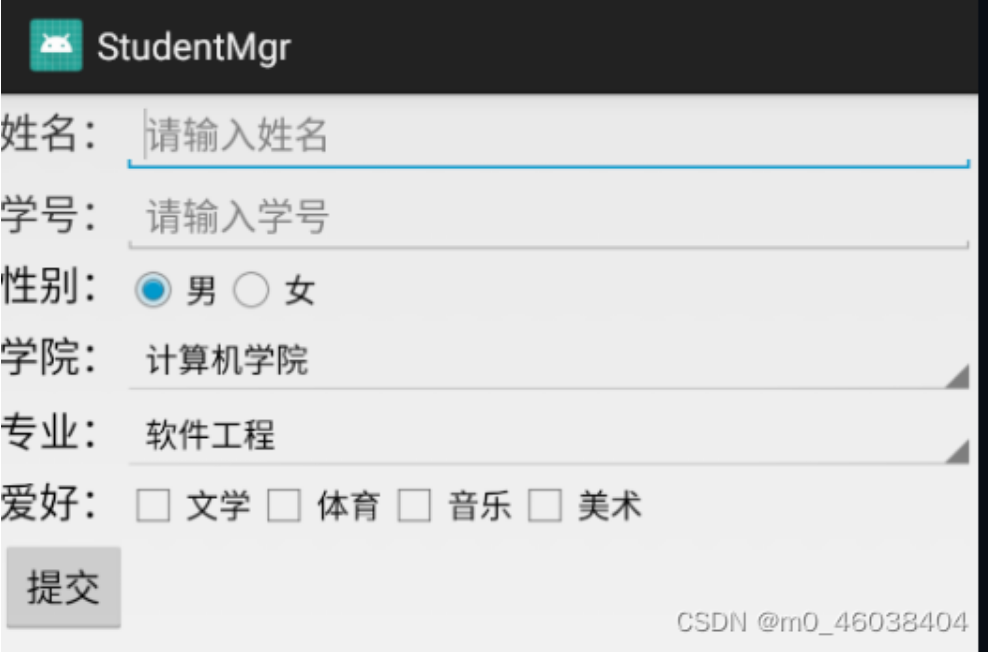 StudentMgr
姓名： 请输入姓名
学号： 请输入学号
性别： 男 女
学院： 计算机学院
专业： 软件工程
爱好： 文学 体育 音乐 美术
提交
CSDN @m0_46038404